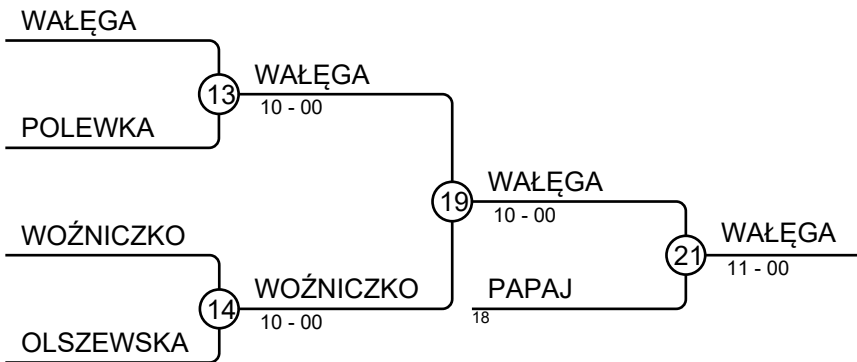 WAŁĘGA
13
WAŁĘGA
10 - 00
POLEWKA
19
WAŁĘGA
10 - 00
WOŹNICZKO
21
WAŁĘGA
11 - 00
14
WOŹNICZKO
10 - 00
PAPAJ
18
OLSZEWSKA